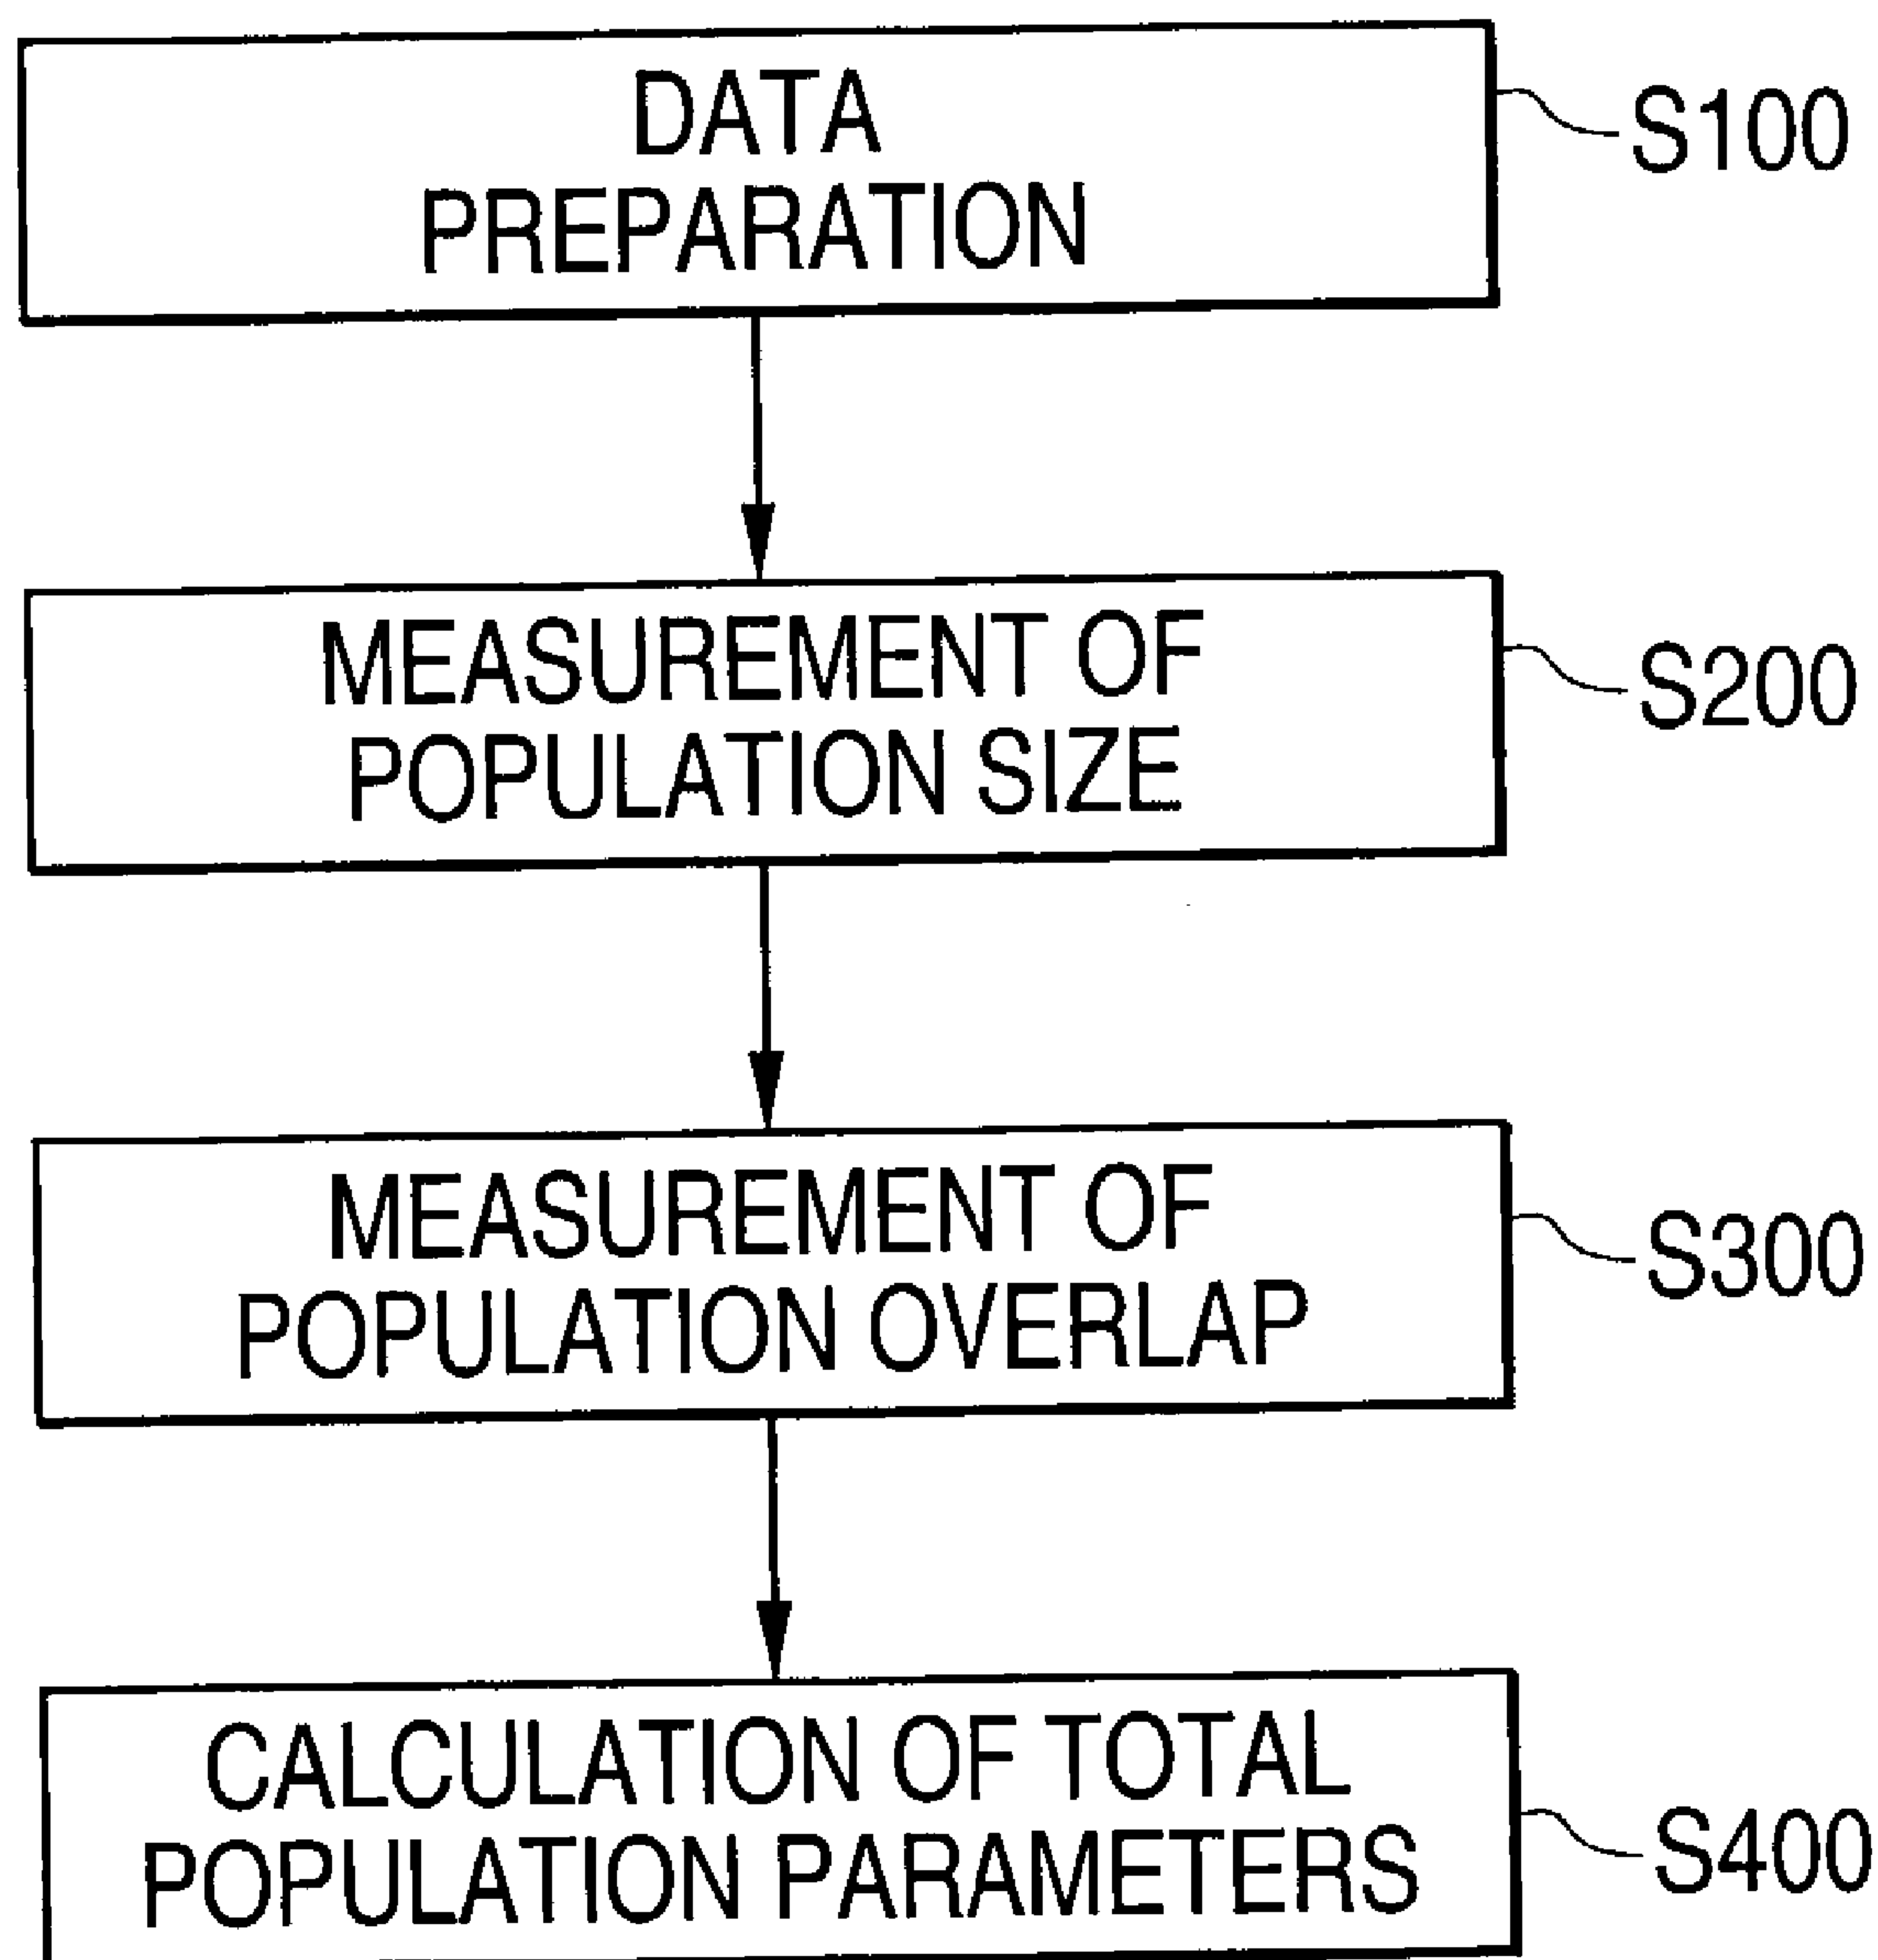 DATA
PREPARATION
S100
MEASUREMENT OF
POPULATION SIZE
S200
MEASUREMENT OF
POPULATION OVERLAP
S300
CALCULATION OF TOTAL
POPULATION PARAMETERS
S400